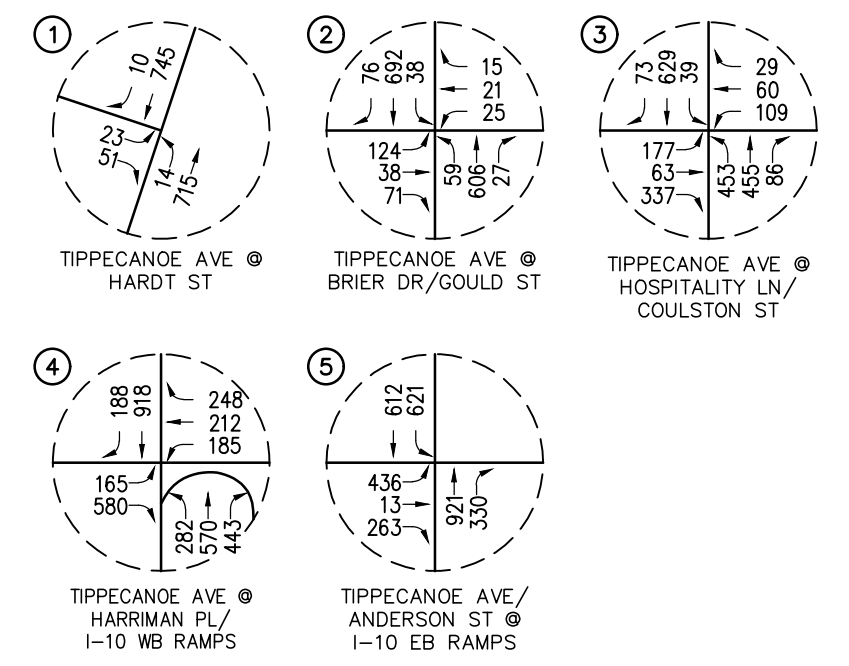 1
10 745
23
51
14
715
TIPPECANOE AVE @
HARDT ST
2
76 692 38
15
21
25
124
38
71
59 606 27
TIPPECANOE AVE @
BRIER DR/GOULD ST
3
73 629 39
29
60
109
177
63
337
453 455 86
TIPPECANOE AVE @
HOSPITALITY LN/
COULSTON ST
4
188 918
248
212
185
165
580
282 570 443
TIPPECANOE AVE @
HARRIMAN PL/
I-10 WB RAMPS
5
612 621
436
13
263
921 330
TIPPECANOE AVE/
ANDERSON ST @
I-10 EB RAMPS